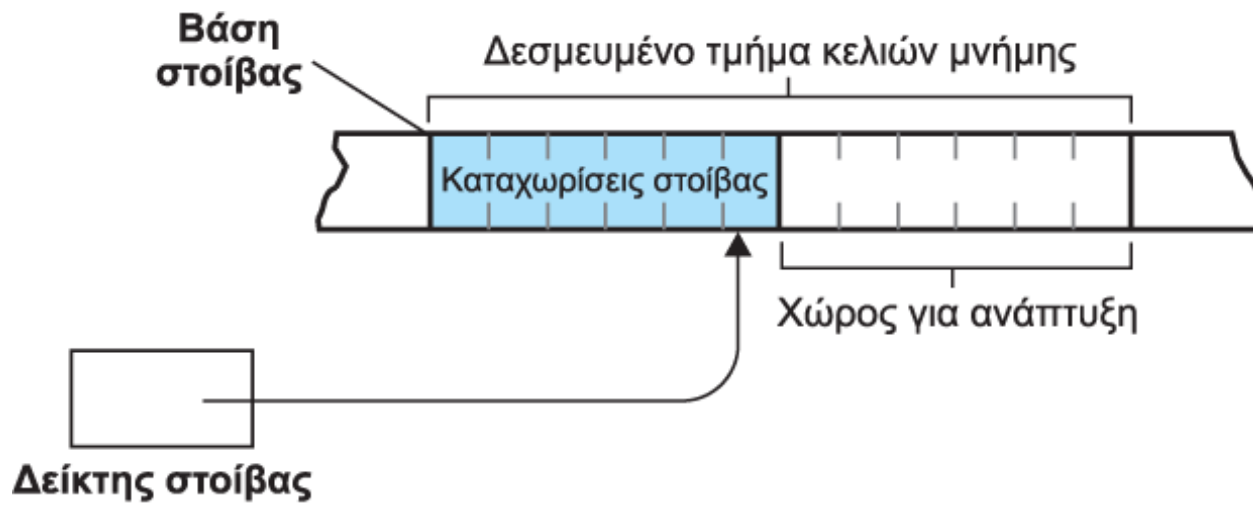 Βάση
στοίβας
Δεσμευμένο τμήμα κελιών μνήμης
Καταχωρίσεις στοίβας
Χώρος για ανάπτυξη
Δείκτης στοίβας